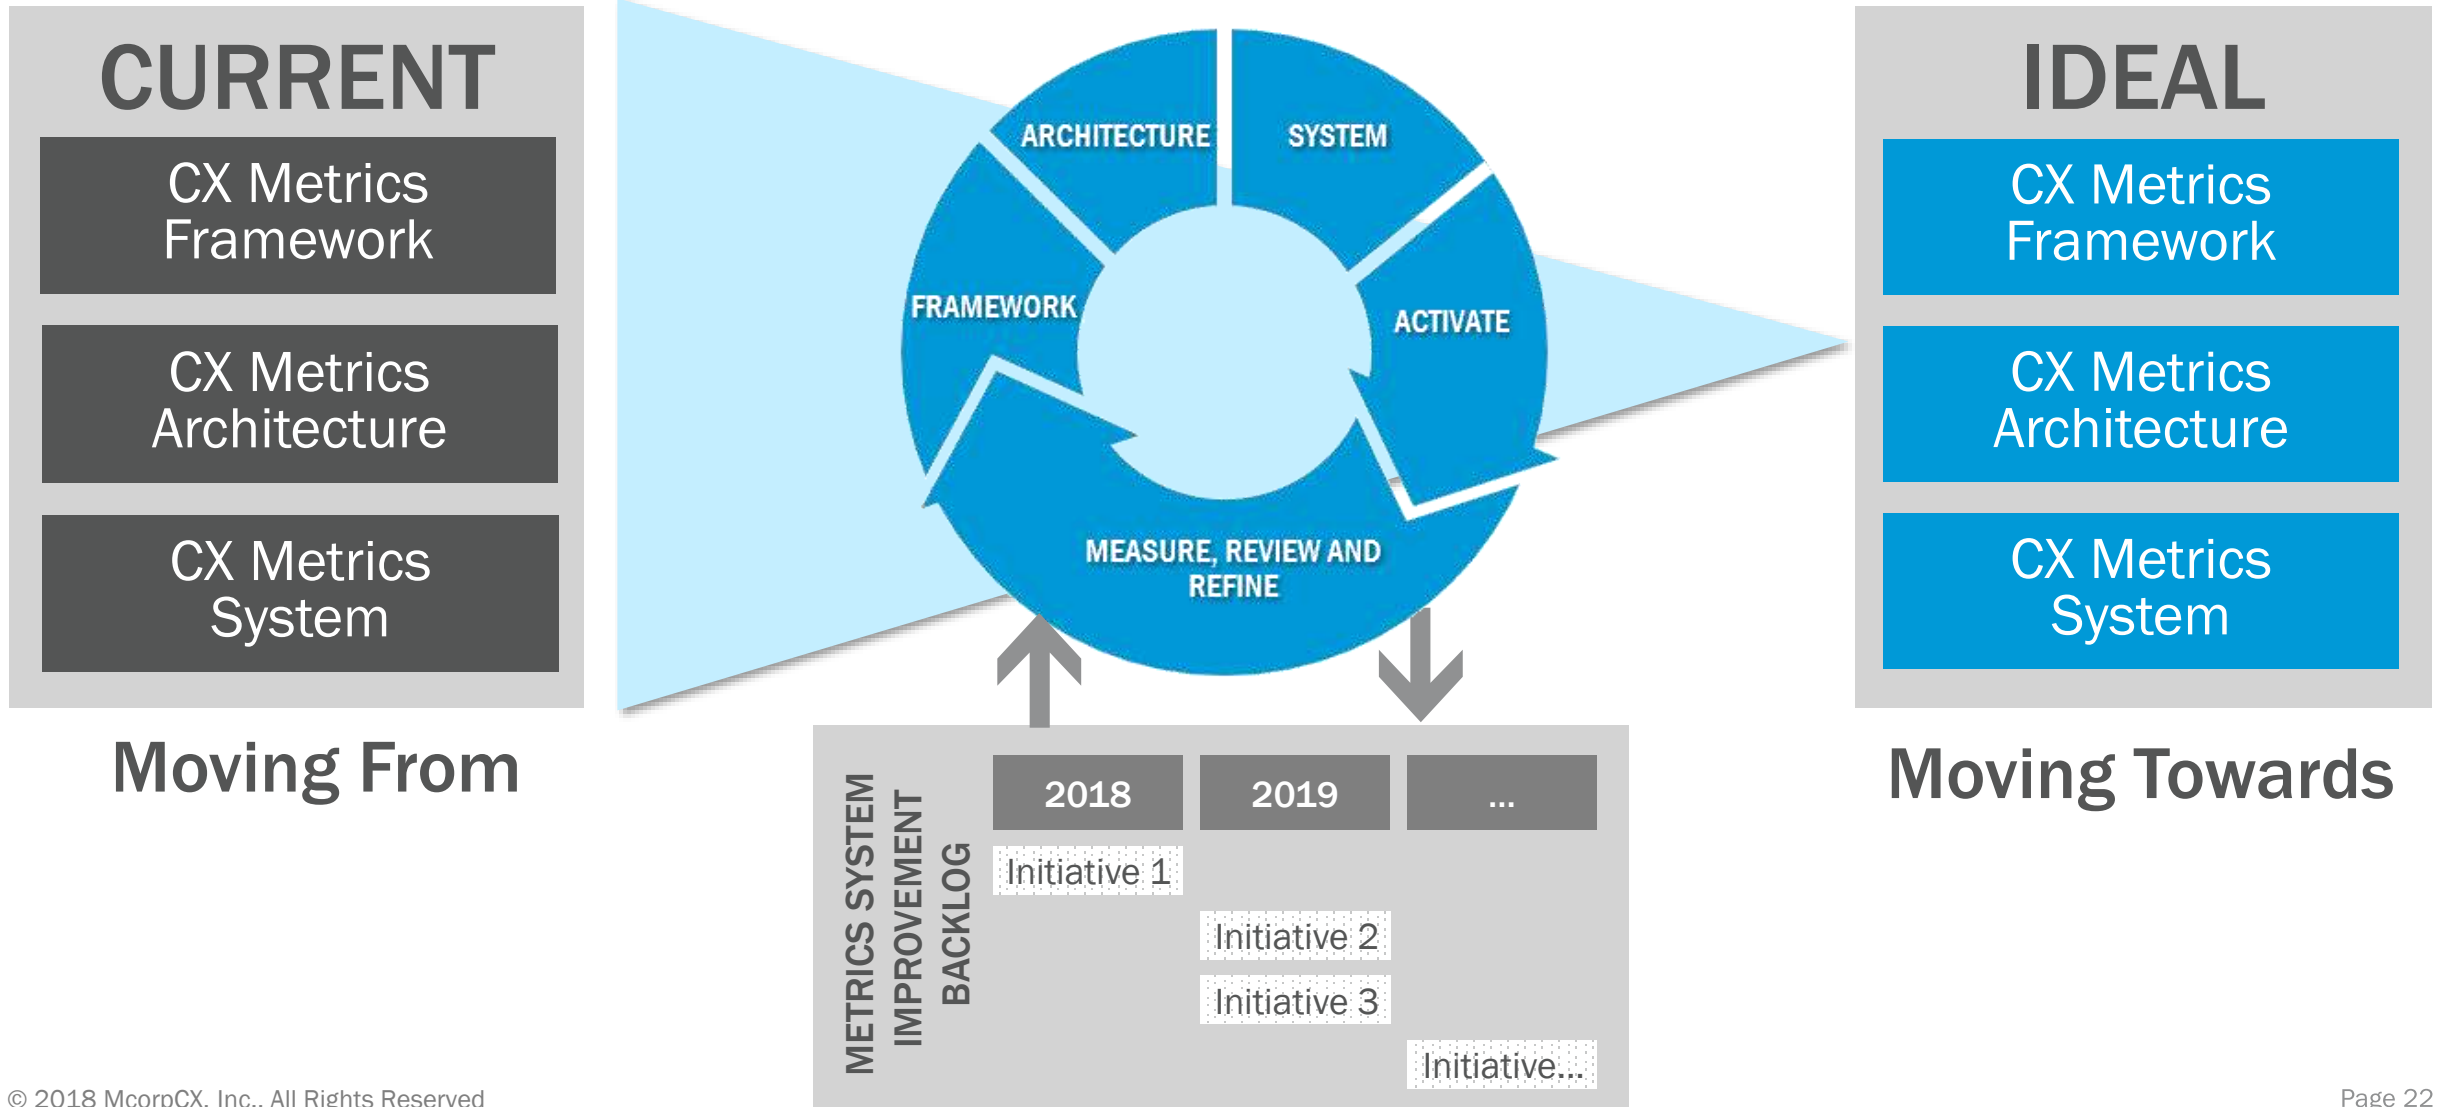 CURRENT
CX Metrics
Framework
CX Metrics
Architecture
CX Metrics
System
Moving From
ARCHITECTURE
SYSTEM
FRAMEWORK
ACTIVATE
MEASURE, REVIEW AND
REFINE
IDEAL
CX Metrics
Framework
CX Metrics
Architecture
CX Metrics
System
Moving Towards
METRICS SYSTEM
IMPROVEMENT
BACKLOG
2018
2019
...
Initiative 1
Initiative 2
Initiative 3
Initiative...
© 2018 McorpCX, Inc., All Rights Reserved
Page 22